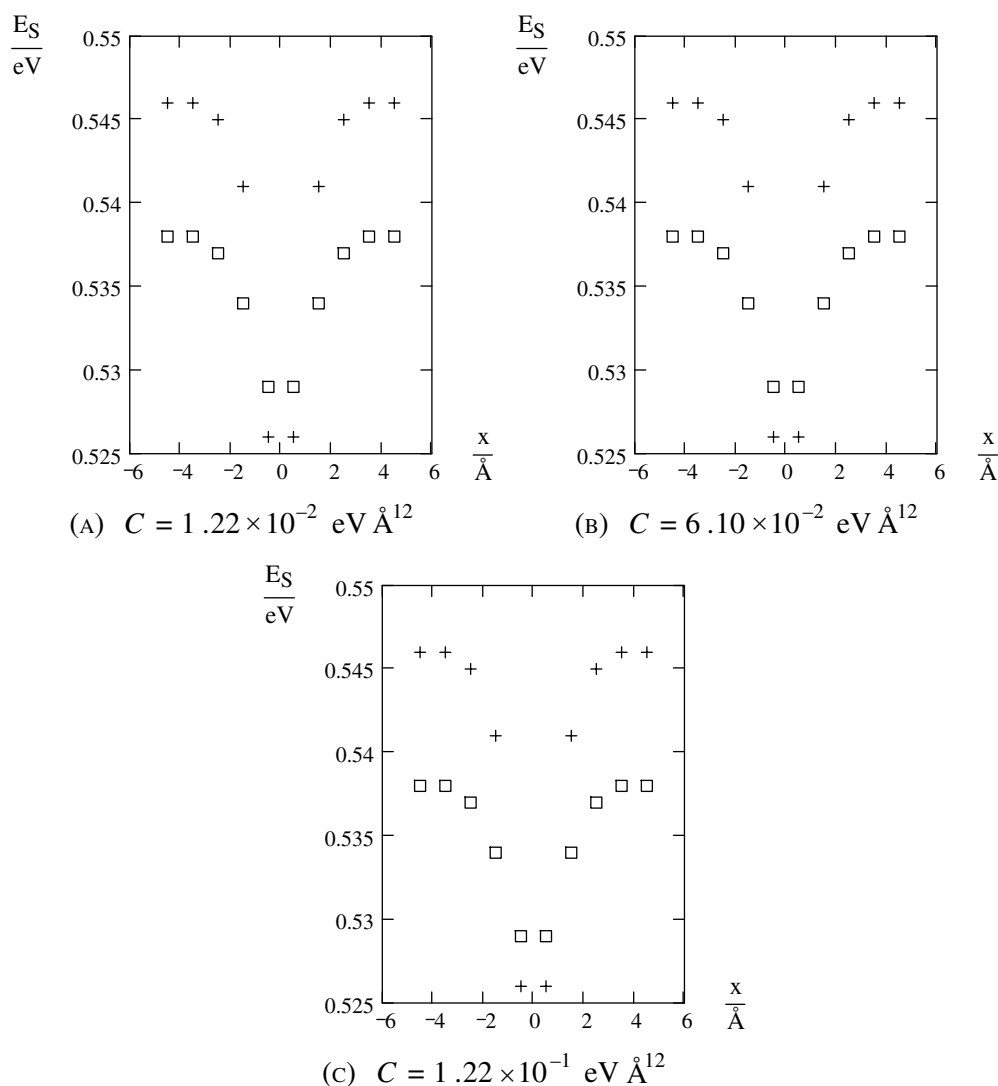 E_S/eV
0.55
0.545
0.54
0.535
0.53
0.525
−6 −4 −2 0 2 4 6
x/Å
(A) C = 1 .22 × 10^−2 eV Å^12
E_S/eV
0.55
0.545
0.54
0.535
0.53
0.525
−6 −4 −2 0 2 4 6
x/Å
(B) C = 6 .10 × 10^−2 eV Å^12
E_S/eV
0.55
0.545
0.54
0.535
0.53
0.525
−6 −4 −2 0 2 4 6
x/Å
(C) C = 1 .22 × 10^−1 eV Å^12